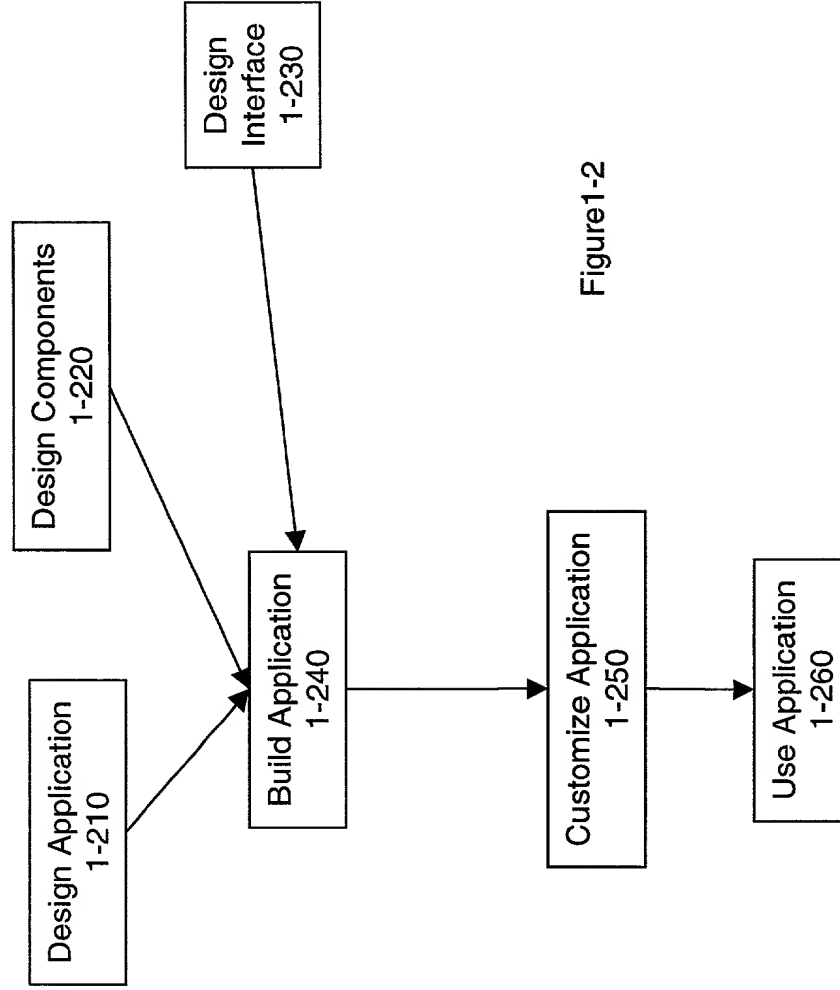 Design Application
1-210
Design Components
1-220
Design
Interface
1-230
Build Application
1-240
Customize Application
1-250
Use Application
1-260
Figure1-2